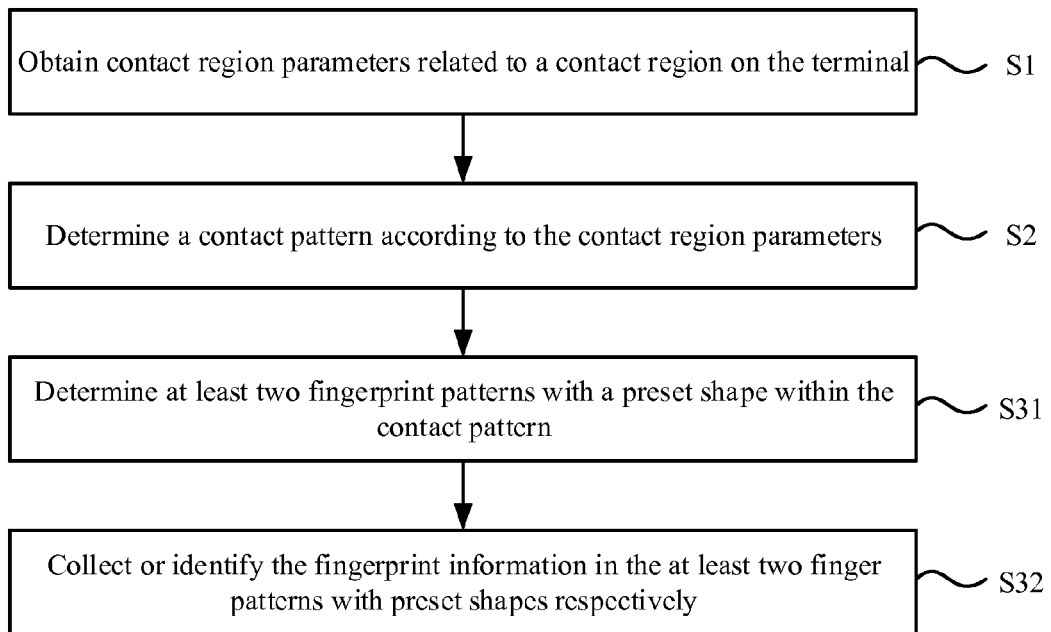 Obtain contact region parameters related to a contact region on the terminal
S1
Determine a contact pattern according to the contact region parameters
S2
Determine at least two fingerprint patterns with a preset shape within the
contact pattern
S31
Collect or identify the fingerprint information in the at least two finger
patterns with preset shapes respectively
S32